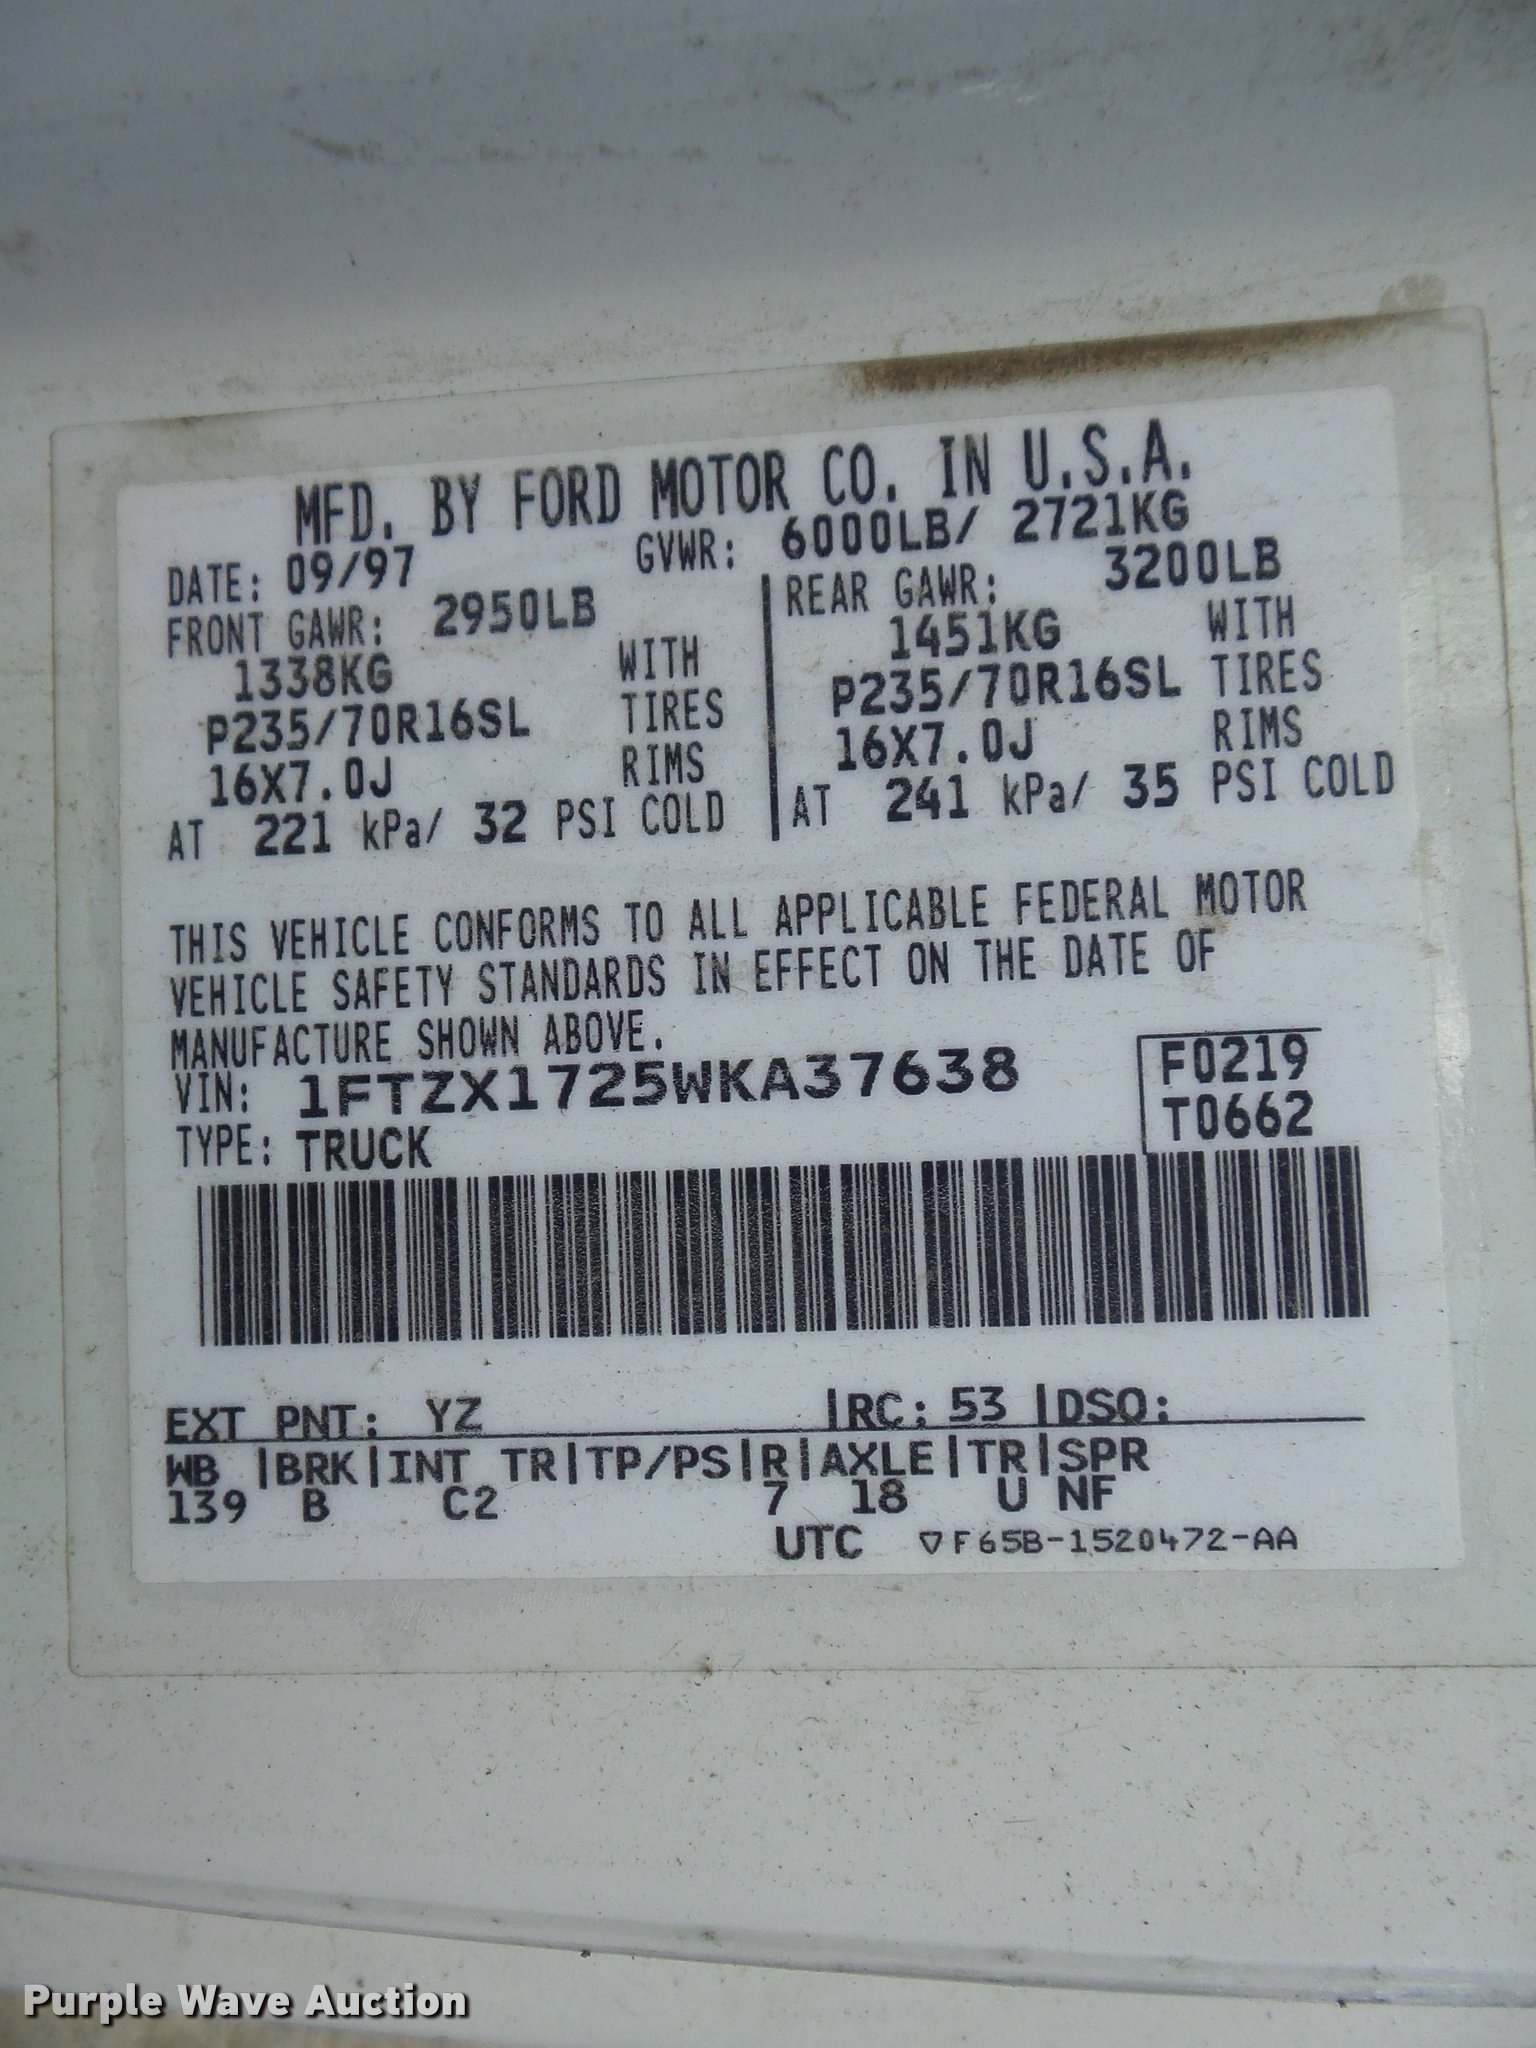 MFD. BY FORD MOTOR CO. IN U.S.A.
DATE: 09/97 GVWR: 6000LB/ 2721KG
FRONT GAWR: 2950LB
1338KG WITH
P235/70R16SL TIRES
16X7.0J RIMS
AT 221 kPa/ 32 PSI COLD
REAR GAWR: 3200LB
1451KG WITH
P235/70R16SL TIRES
16X7.0J RIMS
AT 241 kPa/ 35 PSI COLD
THIS VEHICLE CONFORMS TO ALL APPLICABLE FEDERAL MOTOR
VEHICLE SAFETY STANDARDS IN EFFECT ON THE DATE OF
MANUFACTURE SHOWN ABOVE.
VIN: 1FTZX1725WKA37638
TYPE: TRUCK
F0219
T0662
EXT PNT: YZ |RC: 53 |DSO:
WB |BRK|INT TR|TP/PS|R|AXLE|TR|SPR
139 B C2 7 18 U NF
UTC ▽F65B-1520472-AA
Purple Wave Auction